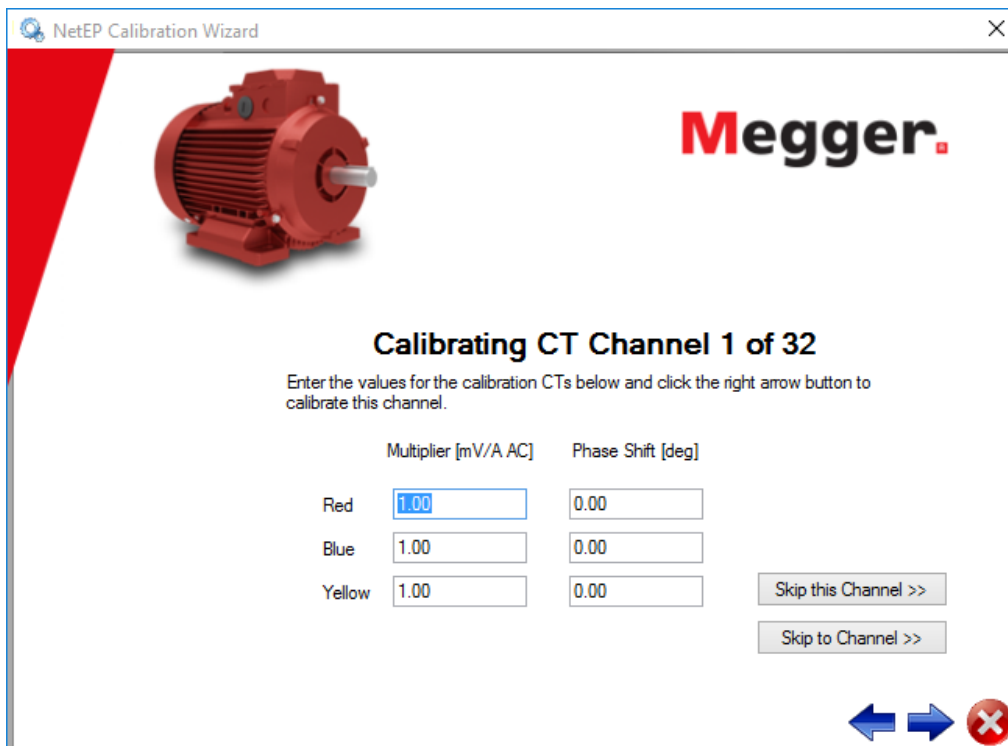 NetEP Calibration Wizard
Megger.
Calibrating CT Channel 1 of 32
Enter the values for the calibration CTs below and click the right arrow button to
calibrate this channel.
Multiplier [mV/A AC] Phase Shift [deg]
Red 1.00 0.00
Blue 1.00 0.00
Yellow 1.00 0.00
Skip this Channel >>
Skip to Channel >>